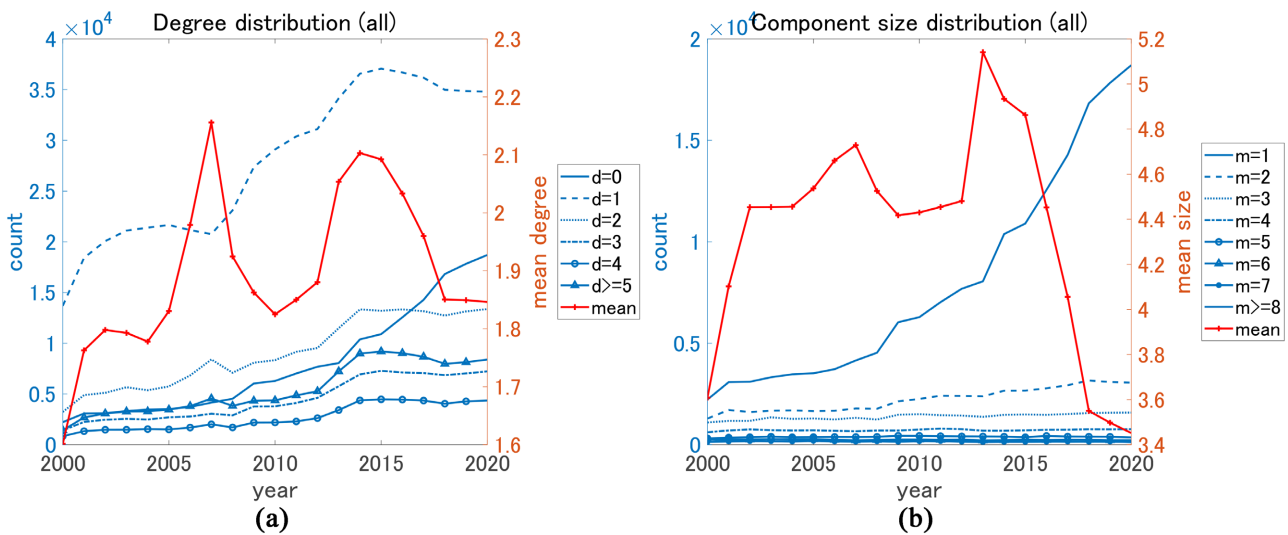 Degree distribution (all)
×10⁴
4
3.5
3
2.5
2
1.5
1
0.5
0
count
2.3
2.2
2.1
2
1.9
1.8
1.7
1.6
mean degree
2000
2005
2010
2015
2020
year
d=0
d=1
d=2
d=3
d=4
d>=5
mean
(a)
Component size distribution (all)
×10⁴
2
1.5
1
0.5
0
count
5.2
5
4.8
4.6
4.4
4.2
4
3.8
3.6
3.4
mean size
2000
2005
2010
2015
2020
year
m=1
m=2
m=3
m=4
m=5
m=6
m=7
m>=8
mean
(b)